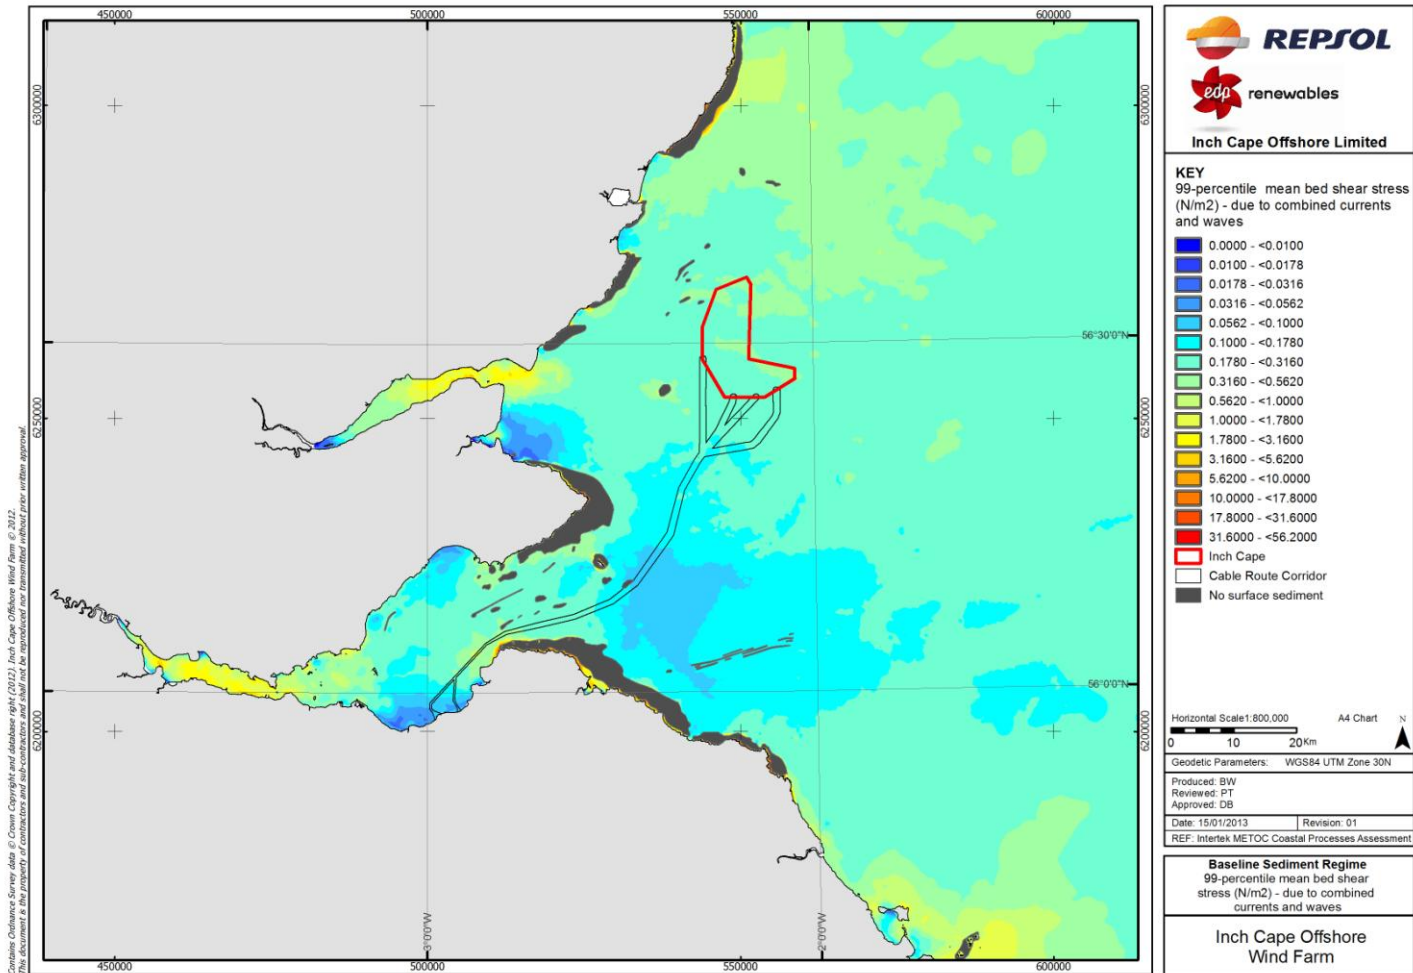 450000
500000
550000
600000
6300000
6300000
56°30'0"N
6250000
6250000
56°0'0"N
6200000
6200000
3°0'0"W
2°0'0"W
450000
500000
550000
600000
Contains Ordnance Survey data © Crown Copyright and database right (2012). Inch Cape Offshore Wind Farm © 2012.
This document is the property of contractors and sub-contractors and shall not be reproduced nor transmitted without prior written approval.
REPSOL
edp renewables
Inch Cape Offshore Limited
KEY
99-percentile mean bed shear stress
(N/m2) - due to combined currents
and waves
0.0000 - <0.0100
0.0100 - <0.0178
0.0178 - <0.0316
0.0316 - <0.0562
0.0562 - <0.1000
0.1000 - <0.1780
0.1780 - <0.3160
0.3160 - <0.5620
0.5620 - <1.0000
1.0000 - <1.7800
1.7800 - <3.1600
3.1600 - <5.6200
5.6200 - <10.0000
10.0000 - <17.8000
17.8000 - <31.6000
31.6000 - <56.2000
Inch Cape
Cable Route Corridor
No surface sediment
Horizontal Scale1:800,000 A4 Chart N
0 10 20Km
Geodetic Parameters: WGS84 UTM Zone 30N
Produced: BW
Reviewed: PT
Approved: DB
Date: 15/01/2013 Revision: 01
REF: Intertek METOC Coastal Processes Assessment
Baseline Sediment Regime
99-percentile mean bed shear
stress (N/m2) - due to combined
currents and waves
Inch Cape Offshore
Wind Farm